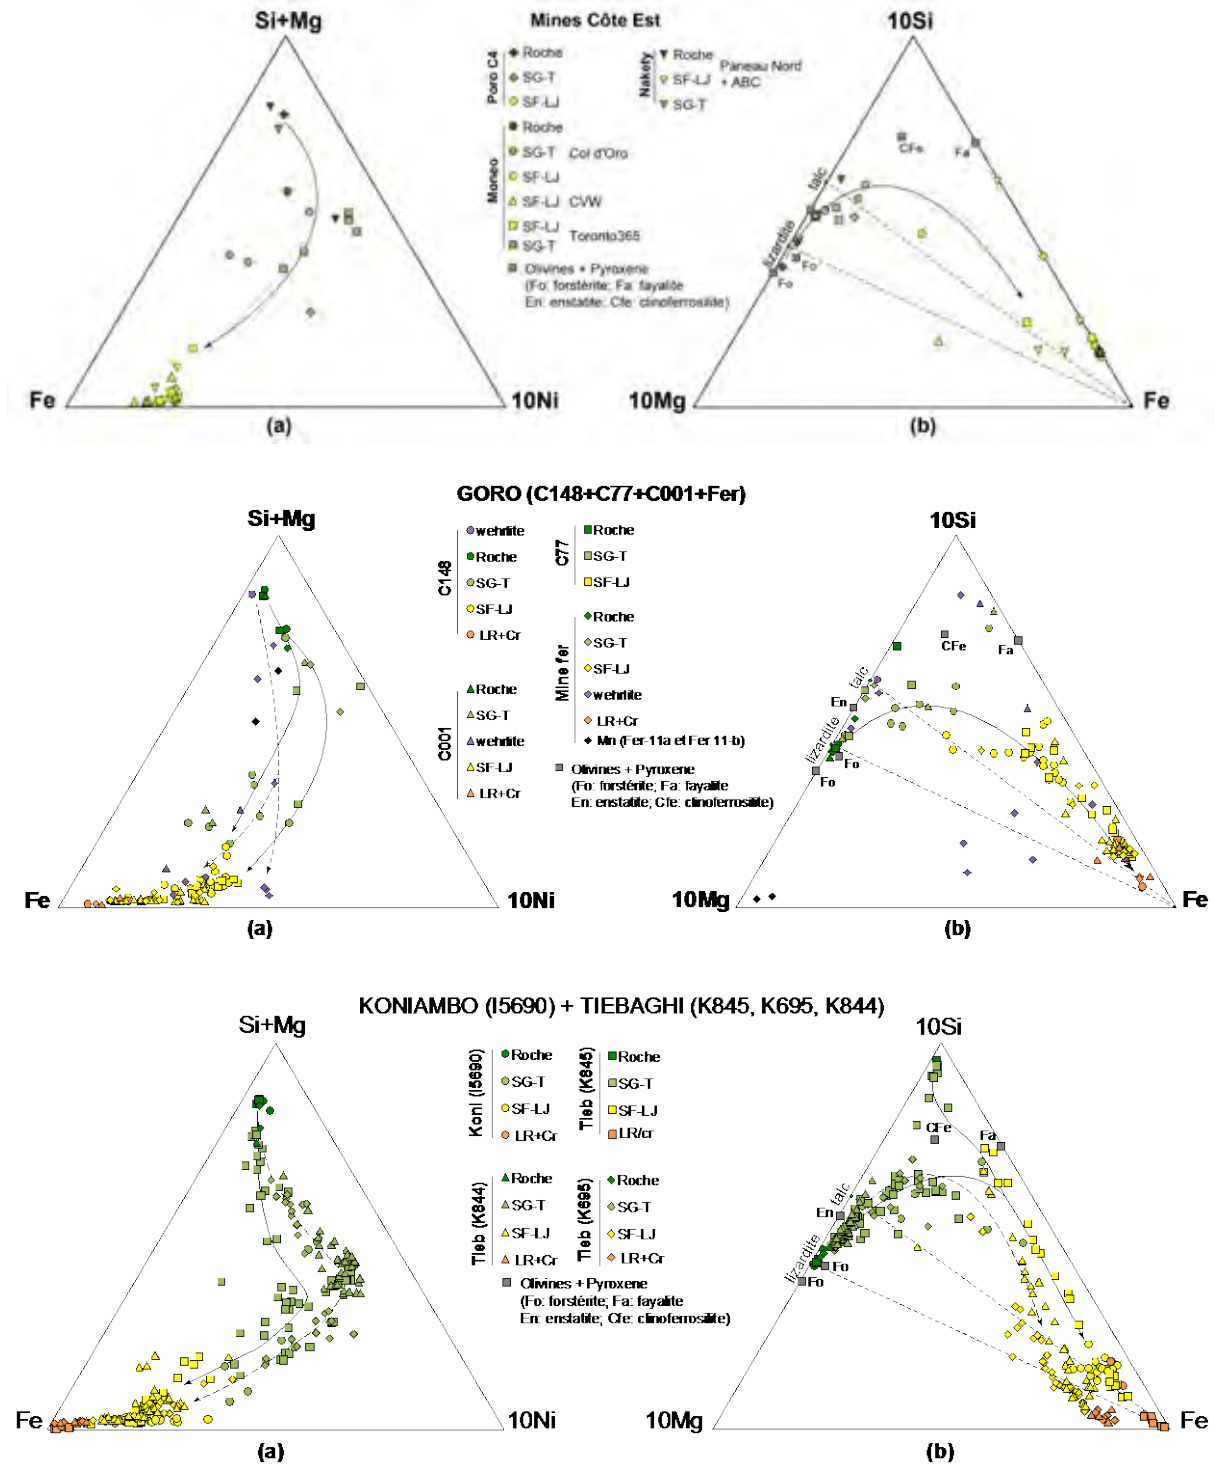 Mines Côte Est
Si+Mg
10Si
Poro C4
Roche
SG-T
SF-LJ
Nakety
Roche
SF-LJ
SG-T
Paneau Nord
+ ABC
Moneo
Roche
SG-T Col d'Oro
SF-LJ
SF-LJ CVW
SF-LJ
SG-T
Toronto365
Olivines + Pyroxene
(Fo: forstérite; Fa: fayalite
En: enstatite; Cfe: clinoferrosilite)
CFe
Fa
talc
lizardite
Fo
Fo
Fe
10Ni
10Mg
Fe
(a)
(b)
GORO (C148+C77+C001+Fer)
Si+Mg
10Si
C148
wehrlite
Roche
SG-T
SF-LJ
LR+Cr
C77
Roche
SG-T
SF-LJ
C001
Roche
SG-T
wehrlite
SF-LJ
LR+Cr
Mine fer
Roche
SG-T
SF-LJ
wehrlite
LR+Cr
Mn (Fer-11a et Fer 11-b)
Olivines + Pyroxene
(Fo: forstérite; Fa: fayalite
En: enstatite; Cfe: clinoferrosilite)
CFe
Fa
talc
En
lizardite
Fo
Fo
Fe
10Ni
10Mg
Fe
(a)
(b)
KONIAMBO (I5690) + TIEBAGHI (K845, K695, K844)
Si+Mg
10Si
Koni (I5690)
Roche
SG-T
SF-LJ
LR+Cr
Tieb (K845)
Roche
SG-T
SF-LJ
LR/cr
Tieb (K844)
Roche
SG-T
SF-LJ
LR+Cr
Tieb (K695)
Roche
SG-T
SF-LJ
LR+Cr
Olivines + Pyroxene
(Fo: forstérite; Fa: fayalite
En: enstatite; Cfe: clinoferrosilite)
CFe
Fa
talc
En
lizardite
Fo
Fo
Fe
10Ni
10Mg
Fe
(a)
(b)